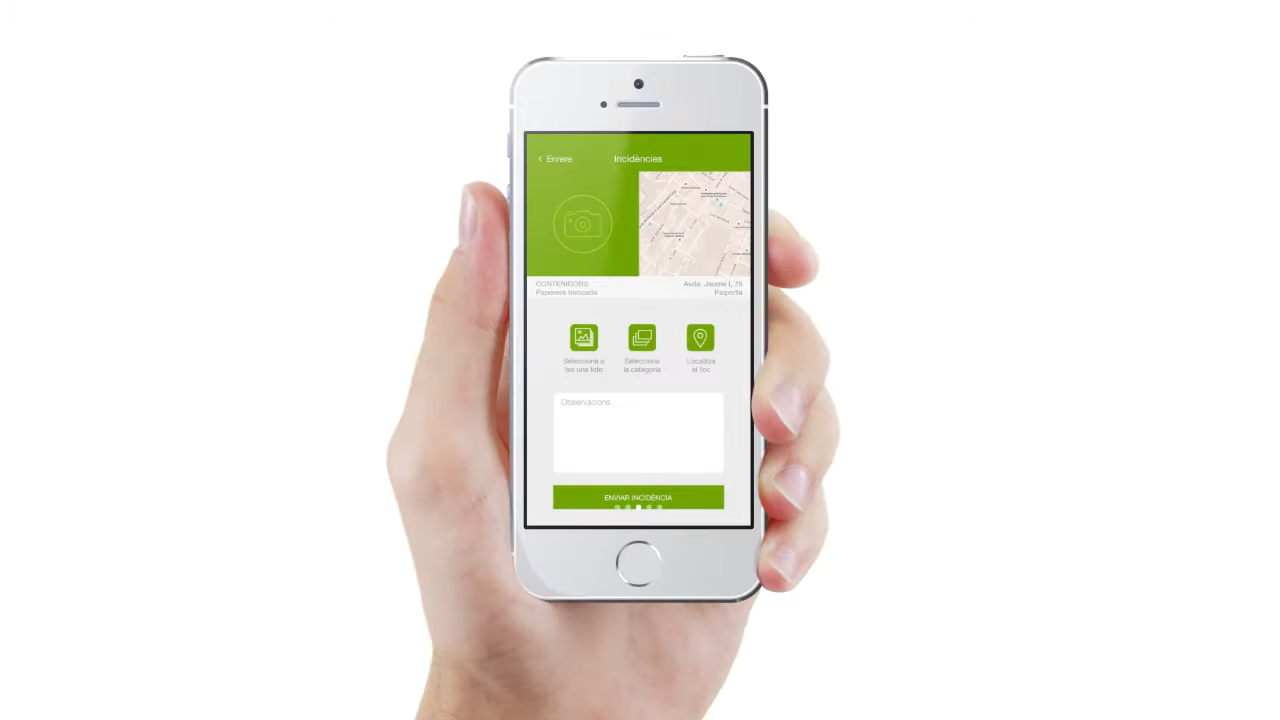 Enrere
Incidències
CONTENIDORS
Paperera trencada
Avda. Jaume I, 75
Paiporta
Selecciona o
fes una foto
Selecciona
la categoria
Localitza
el lloc
Observacions
ENVIAR INCIDÈNCIA